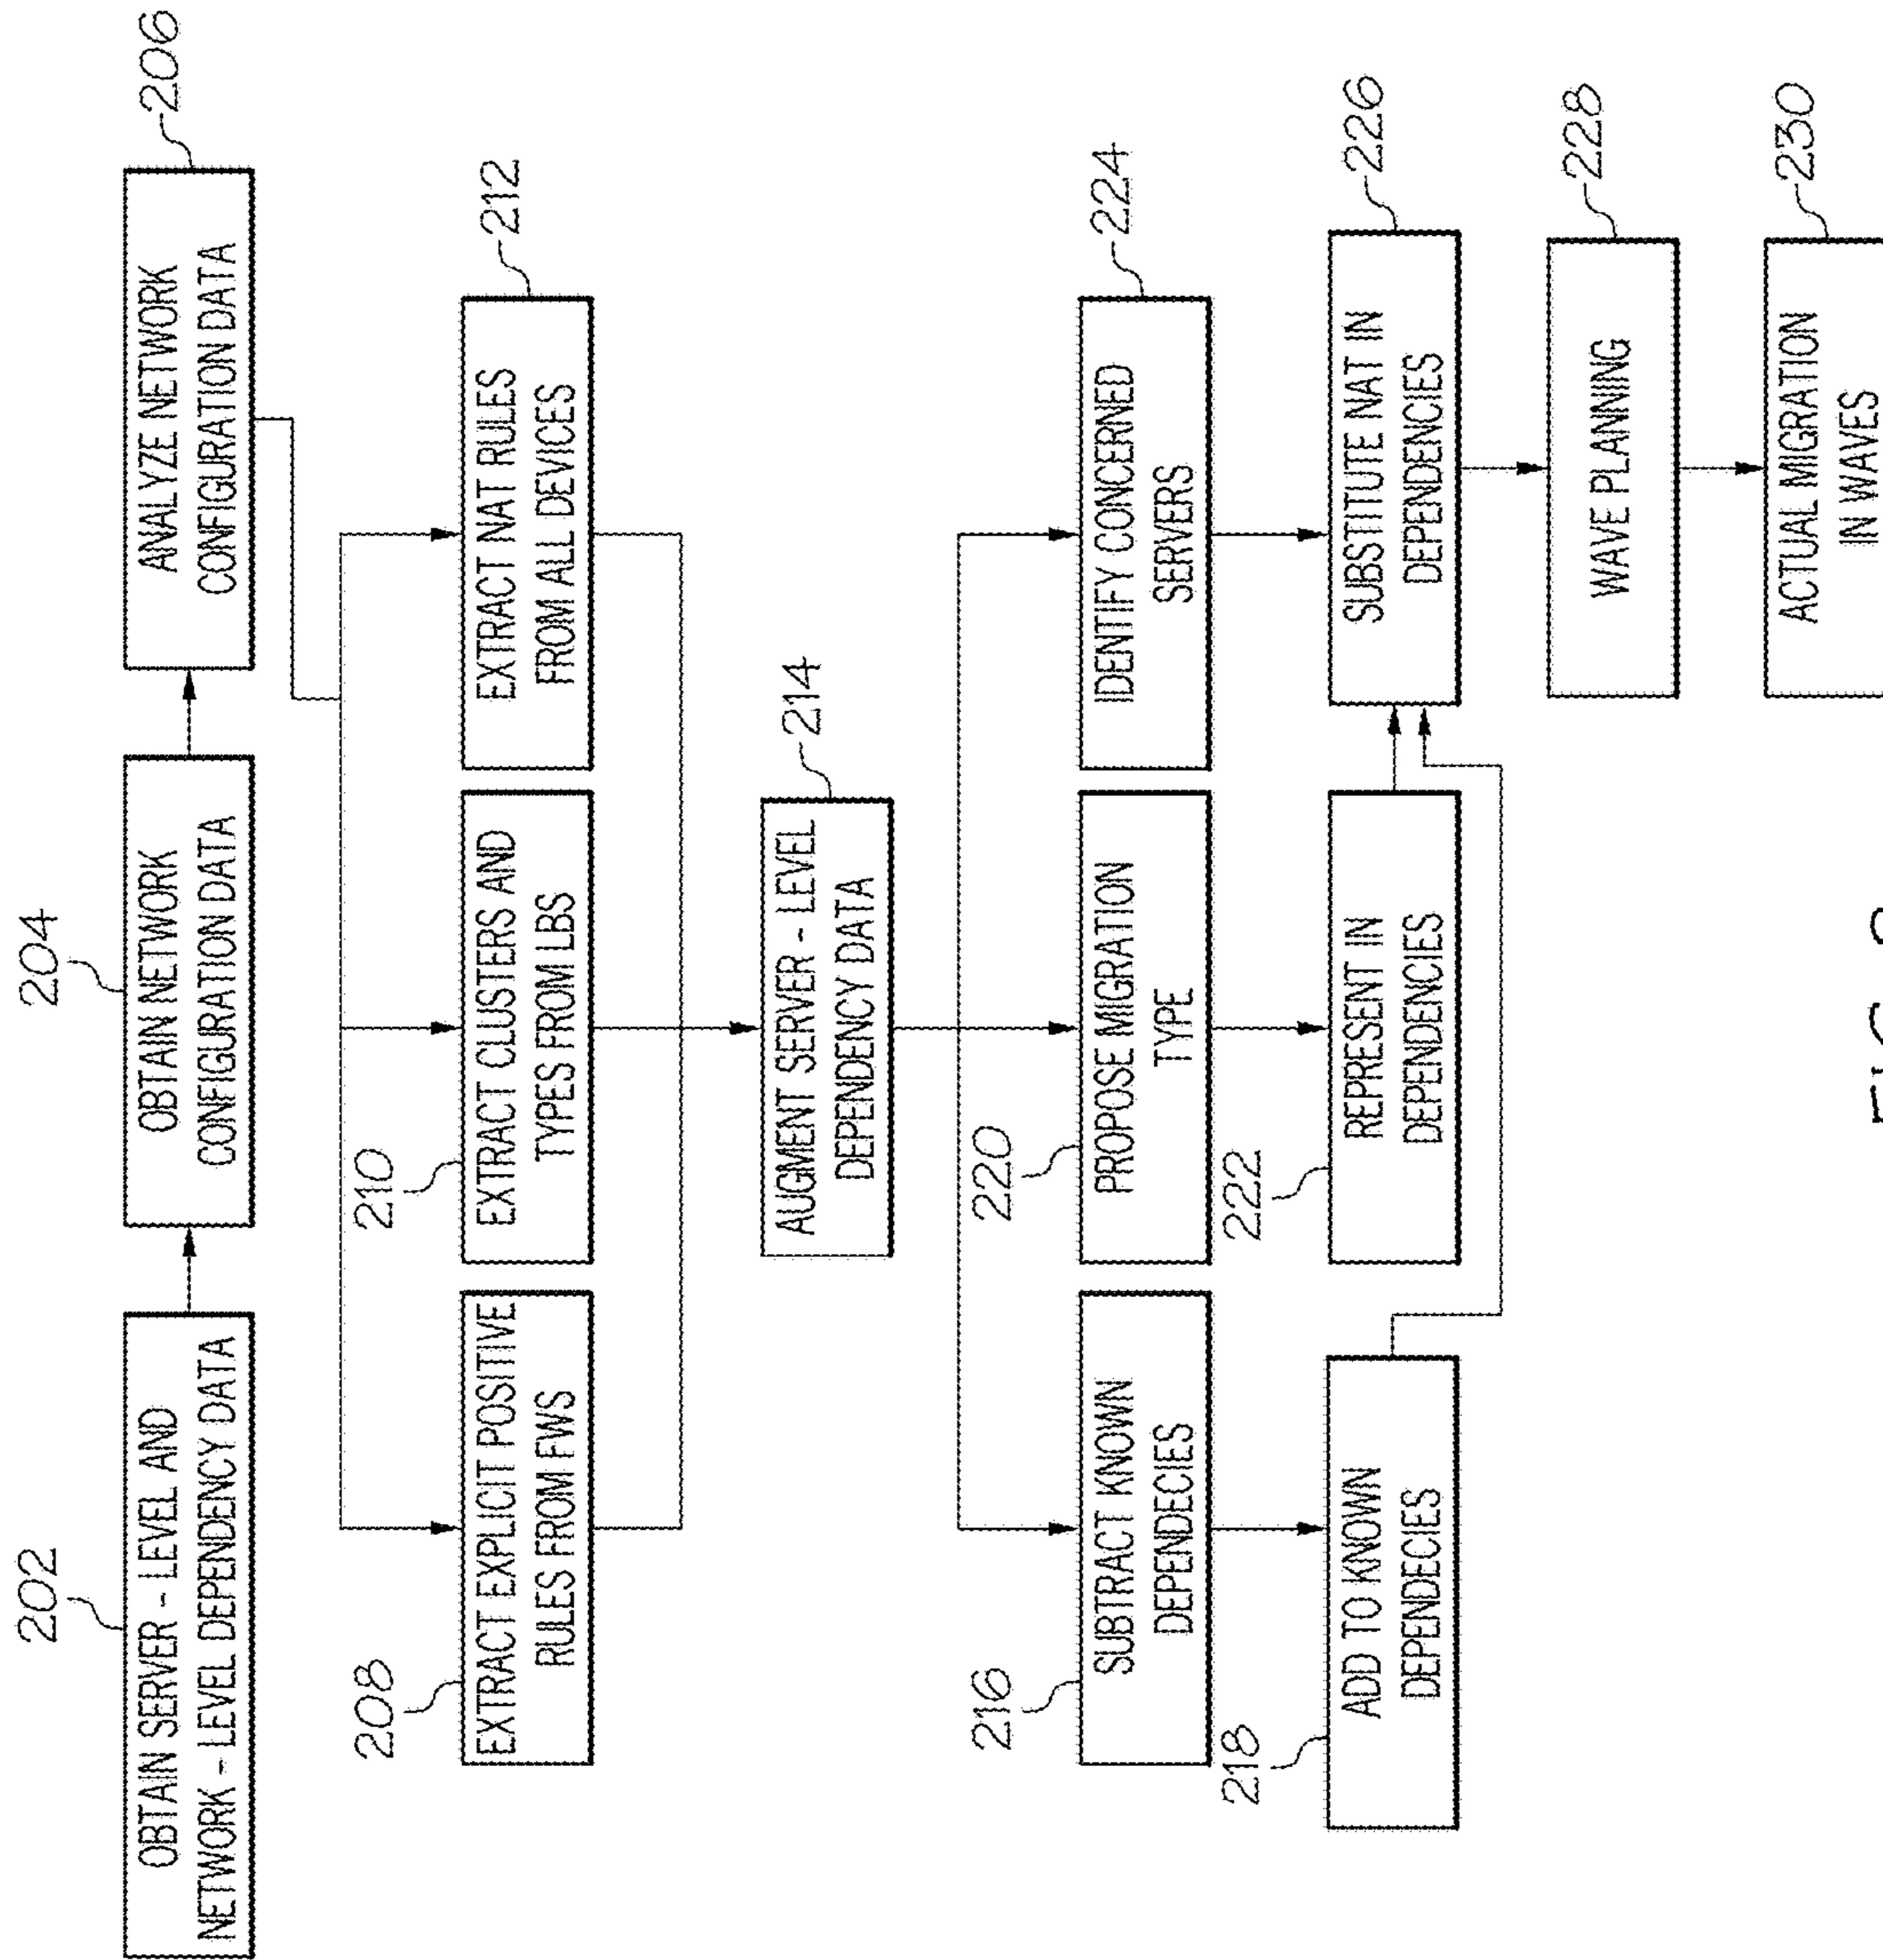 202
OBTAIN SERVER - LEVEL AND
NETWORK - LEVEL DEPENDENCY DATA
204
OBTAIN NETWORK
CONFIGURATION DATA
206
ANALYZE NETWORK
CONFIGURATION DATA
208
EXTRACT EXPLICIT POSITIVE
RULES FROM FWS
210
EXTRACT CLUSTERS AND
TYPES FROM LBS
212
EXTRACT NAT RULES
FROM ALL DEVICES
214
AUGMENT SERVER - LEVEL
DEPENDENCY DATA
216
SUBTRACT KNOWN
DEPENDECIES
220
PROPOSE MIGRATION
TYPE
224
IDENTIFY CONCERNED
SERVERS
218
ADD TO KNOWN
DEPENDECIES
222
REPRESENT IN
DEPENDENCIES
226
SUBSTITUTE NAT IN
DEPENDENCIES
228
WAVE PLANNING
230
ACTUAL MIGRATION
IN WAVES